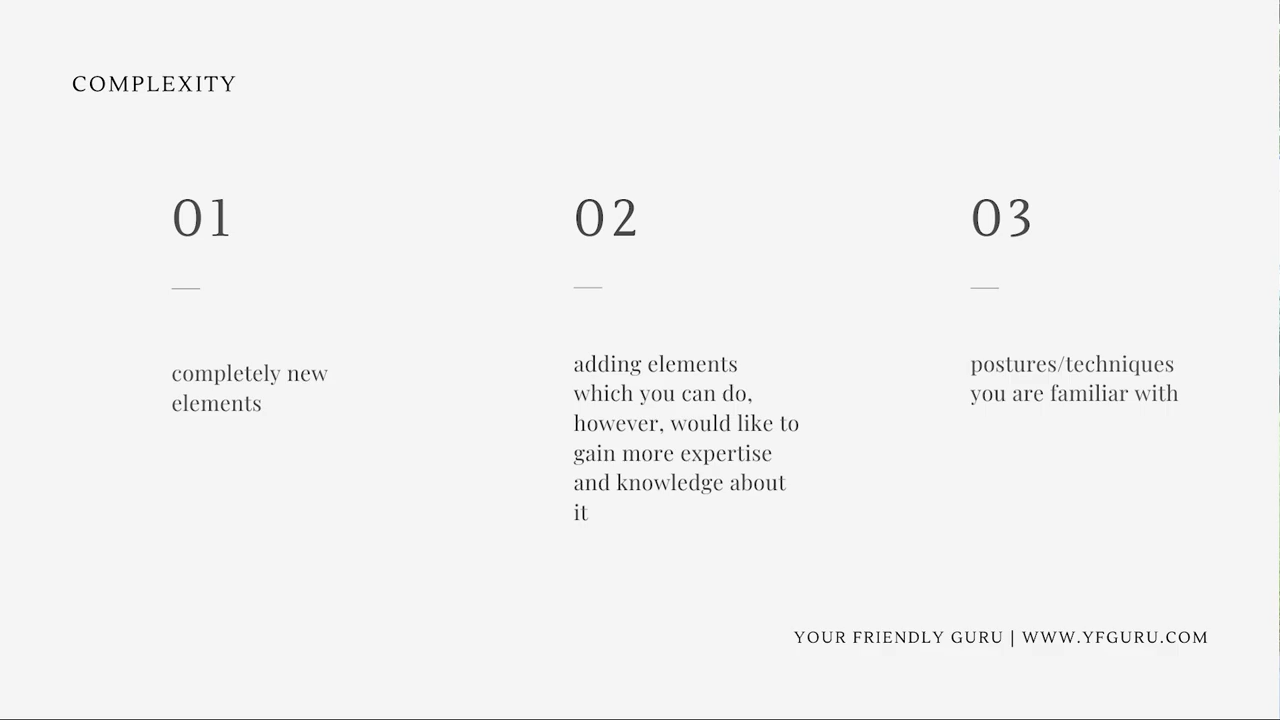 COMPLEXITY
01
completely new
elements
02
adding elements
which you can do,
however, would like to
gain more expertise
and knowledge about
it
03
postures/techniques
you are familiar with
YOUR FRIENDLY GURU | WWW.YFGURU.COM